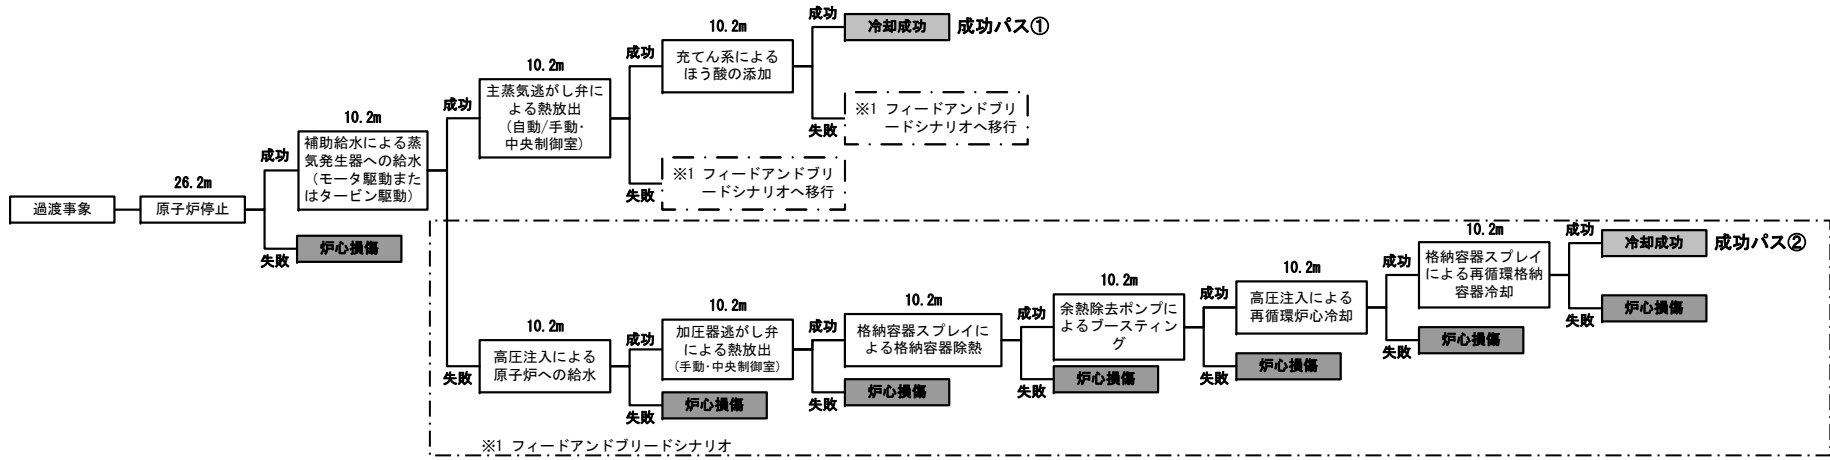 過渡事象
26.2m
原子炉停止
成功
失敗
炉心損傷
10.2m
補助給水による蒸
気発生器への給水
(モータ駆動また
はタービン駆動)
成功
10.2m
主蒸気逃がし弁に
よる熱放出
(自動/手動・
中央制御室)
成功
10.2m
充てん系による
ほう酸の添加
成功
冷却成功
成功パス①
失敗
※1 フィードアンドブリ
ードシナリオへ移行
失敗
※1 フィードアンドブリ
ードシナリオへ移行
失敗
10.2m
高圧注入による
原子炉への給水
成功
失敗
炉心損傷
10.2m
加圧器逃がし弁
による熱放出
(手動・中央制御室)
成功
失敗
炉心損傷
10.2m
格納容器スプレイに
よる格納容器除熱
成功
失敗
炉心損傷
10.2m
余熱除去ポンプに
よるブースティン
グ
成功
失敗
炉心損傷
10.2m
高圧注入による
再循環炉心冷却
成功
失敗
炉心損傷
10.2m
格納容器スプレイ
による再循環格納
容器冷却
成功
冷却成功
成功パス②
失敗
炉心損傷
※1 フィードアンドブリードシナリオ